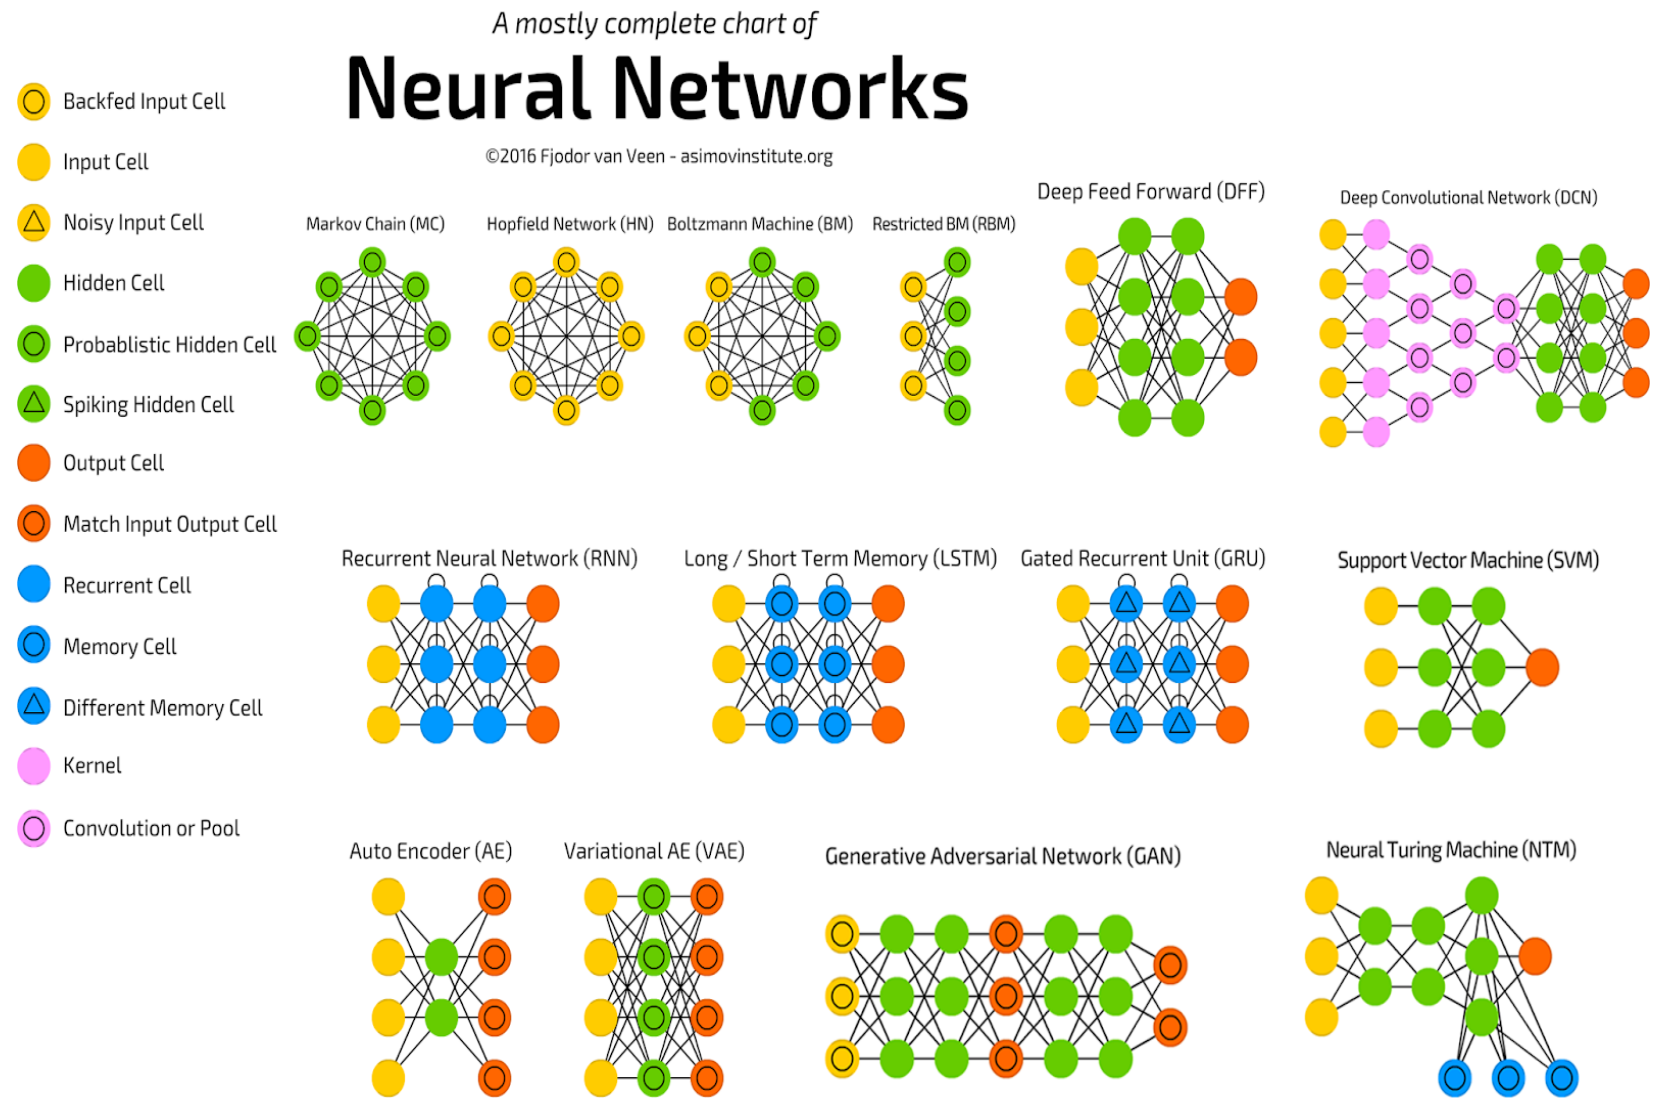 A mostly complete chart of
Neural Networks
©2016 Fjodor van Veen - asimovinstitute.org
Backfed Input Cell
Input Cell
Noisy Input Cell
Hidden Cell
Probablistic Hidden Cell
Spiking Hidden Cell
Output Cell
Match Input Output Cell
Recurrent Cell
Memory Cell
Different Memory Cell
Kernel
Convolution or Pool
Markov Chain (MC)
Hopfield Network (HN)
Boltzmann Machine (BM)
Restricted BM (RBM)
Deep Feed Forward (DFF)
Deep Convolutional Network (DCN)
Recurrent Neural Network (RNN)
Long / Short Term Memory (LSTM)
Gated Recurrent Unit (GRU)
Support Vector Machine (SVM)
Auto Encoder (AE)
Variational AE (VAE)
Generative Adversarial Network (GAN)
Neural Turing Machine (NTM)